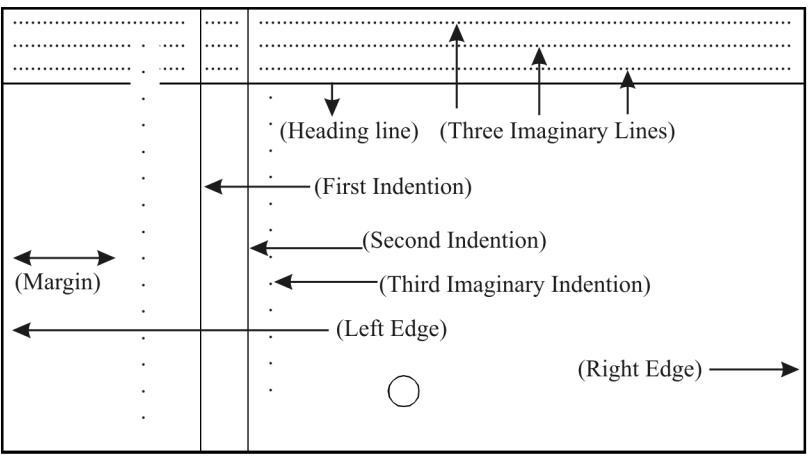 (Heading line) (Three Imaginary Lines)
(First Indention)
(Second Indention)
(Margin)
(Third Imaginary Indention)
(Left Edge)
(Right Edge)